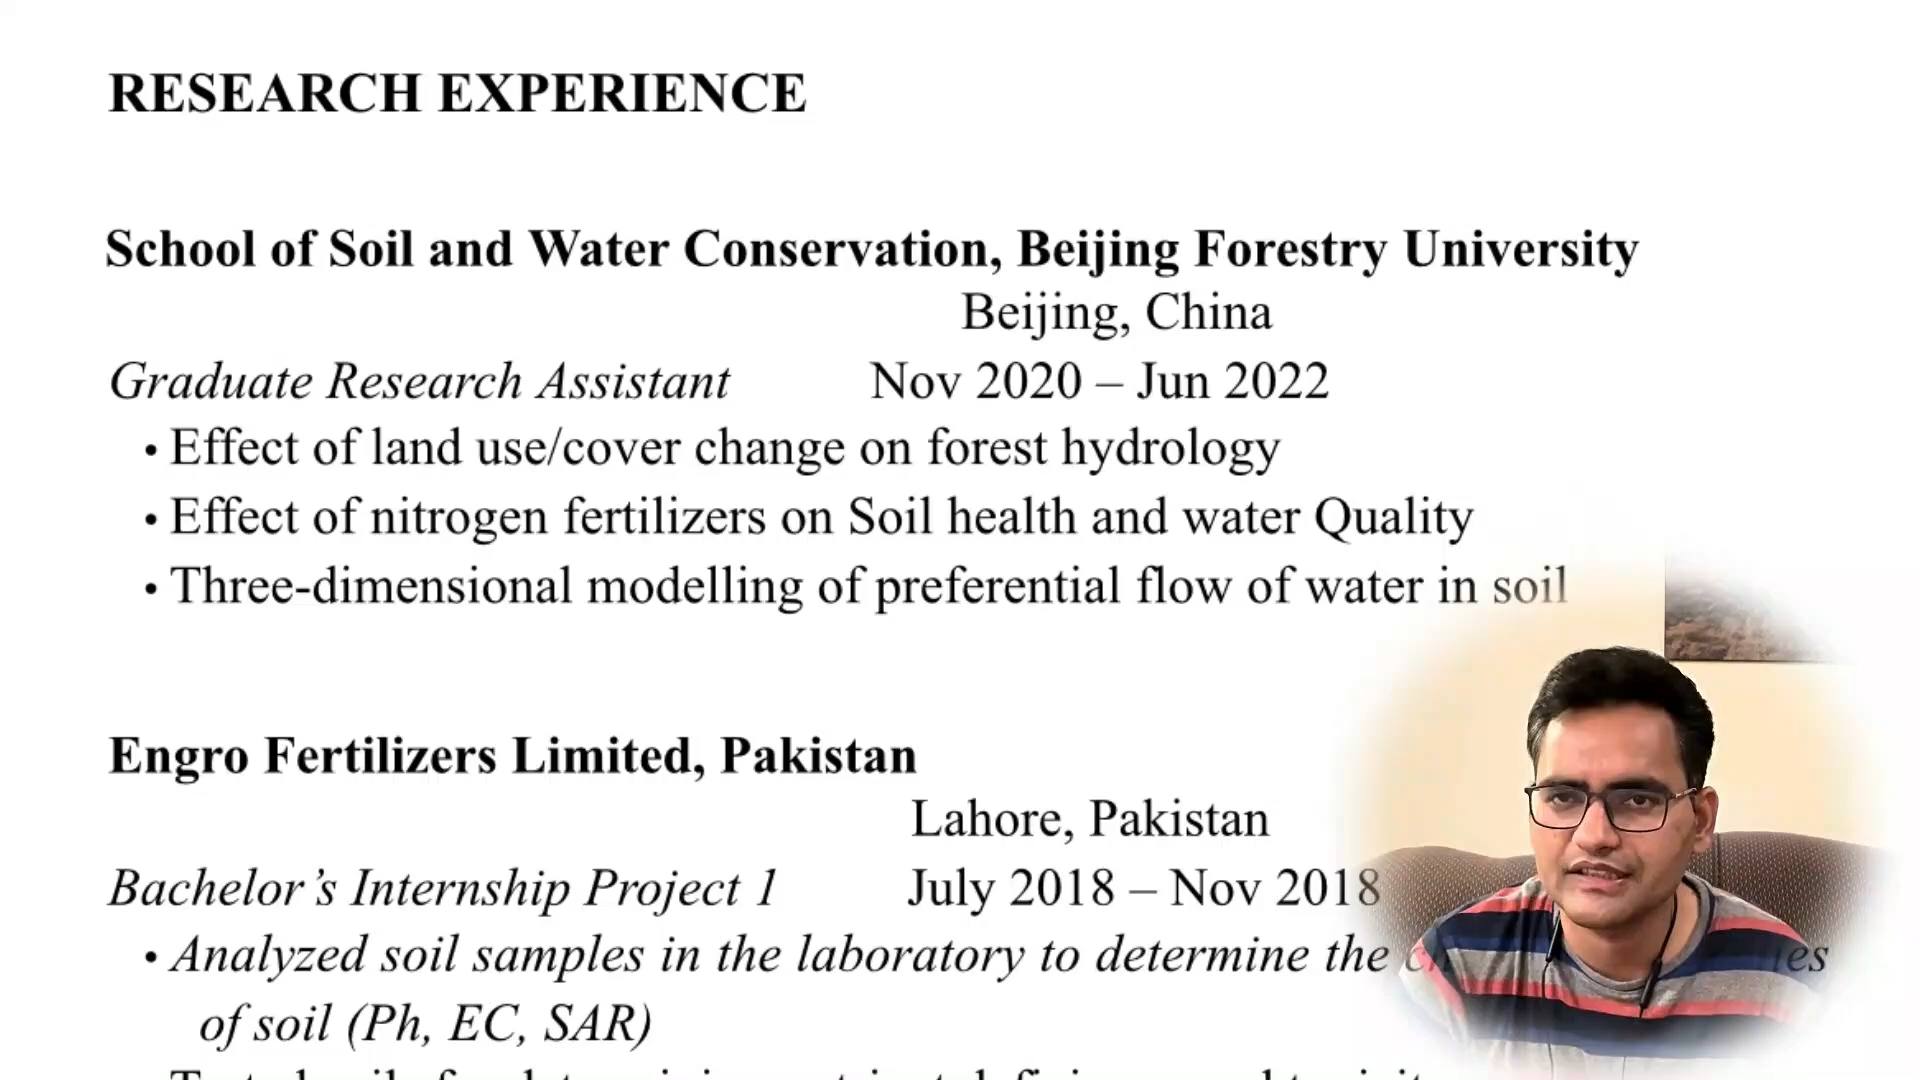 RESEARCH EXPERIENCE
School of Soil and Water Conservation, Beijing Forestry University
Beijing, China
Graduate Research Assistant Nov 2020 – Jun 2022
• Effect of land use/cover change on forest hydrology
• Effect of nitrogen fertilizers on Soil health and water Quality
• Three-dimensional modelling of preferential flow of water in soil
Engro Fertilizers Limited, Pakistan
Lahore, Pakistan
Bachelor’s Internship Project 1 July 2018 – Nov 2018
• Analyzed soil samples in the laboratory to determine the
of soil (Ph, EC, SAR)